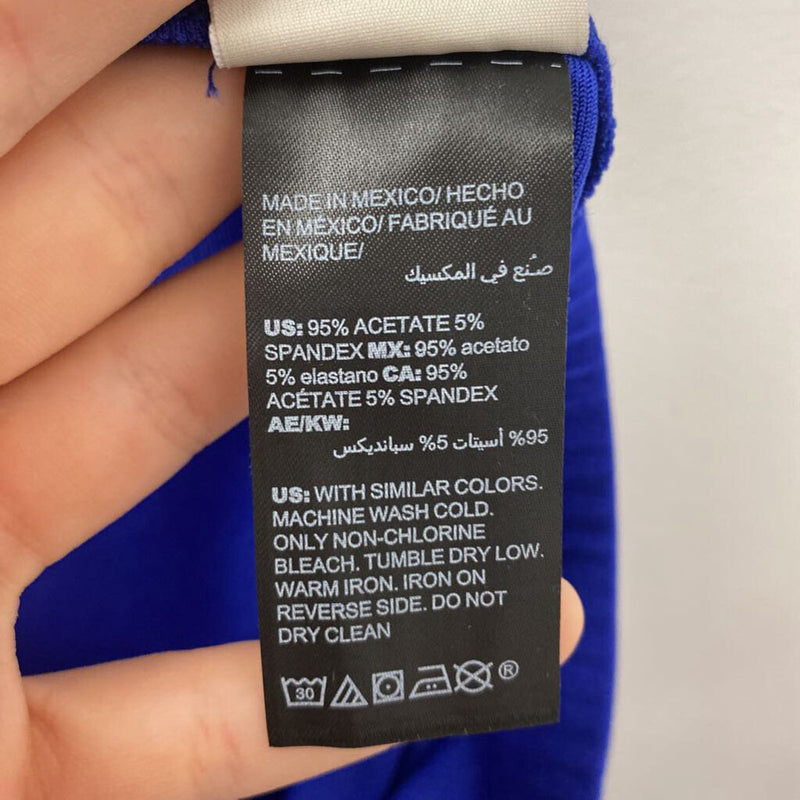 MADE IN MEXICO/ HECHO
EN MÉXICO/ FABRIQUÉ AU
MEXIQUE/
صُنع في المكسيك
US: 95% ACETATE 5%
SPANDEX MX: 95% acetato
5% elastano CA: 95%
ACÉTATE 5% SPANDEX
AE/KW:
95% أسيتات 5% سبانديكس
US: WITH SIMILAR COLORS.
MACHINE WASH COLD.
ONLY NON-CHLORINE
BLEACH. TUMBLE DRY LOW.
WARM IRON. IRON ON
REVERSE SIDE. DO NOT
DRY CLEAN
30 ®